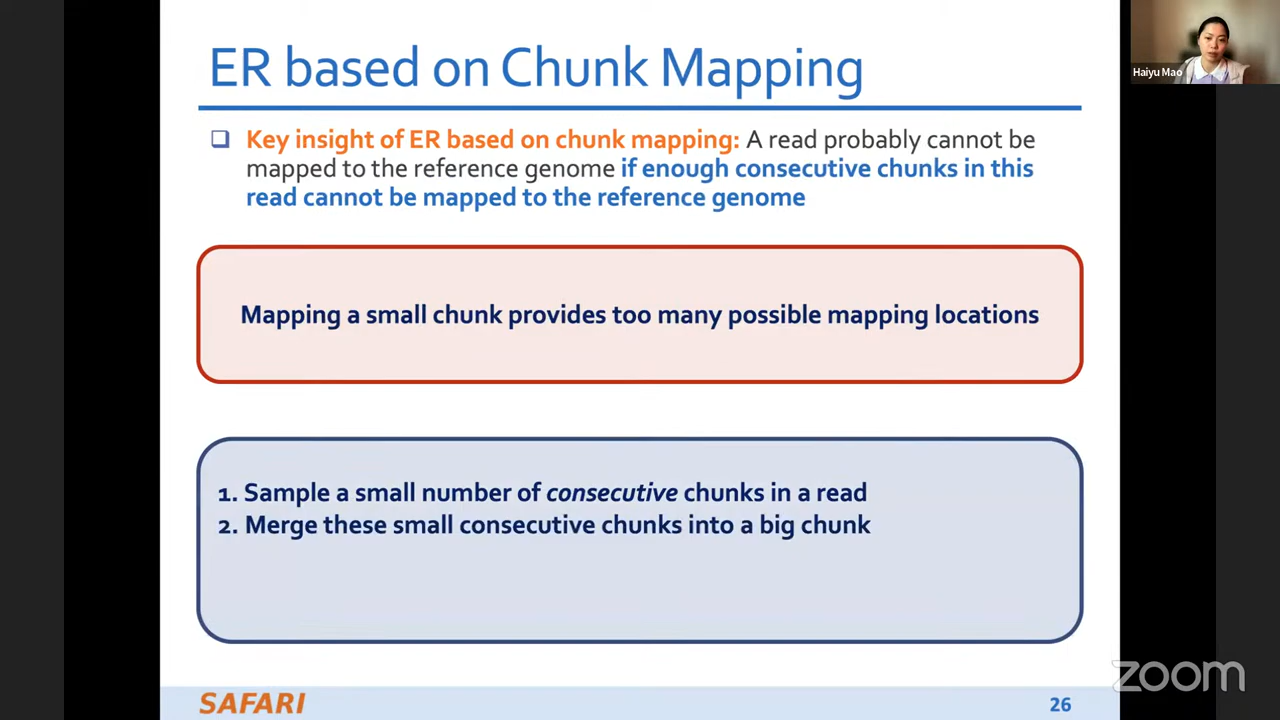 ER based on Chunk Mapping
Haiyu Mao
Key insight of ER based on chunk mapping: A read probably cannot be
mapped to the reference genome if enough consecutive chunks in this
read cannot be mapped to the reference genome
Mapping a small chunk provides too many possible mapping locations
1. Sample a small number of consecutive chunks in a read
2. Merge these small consecutive chunks into a big chunk
SAFARI
26
zoom